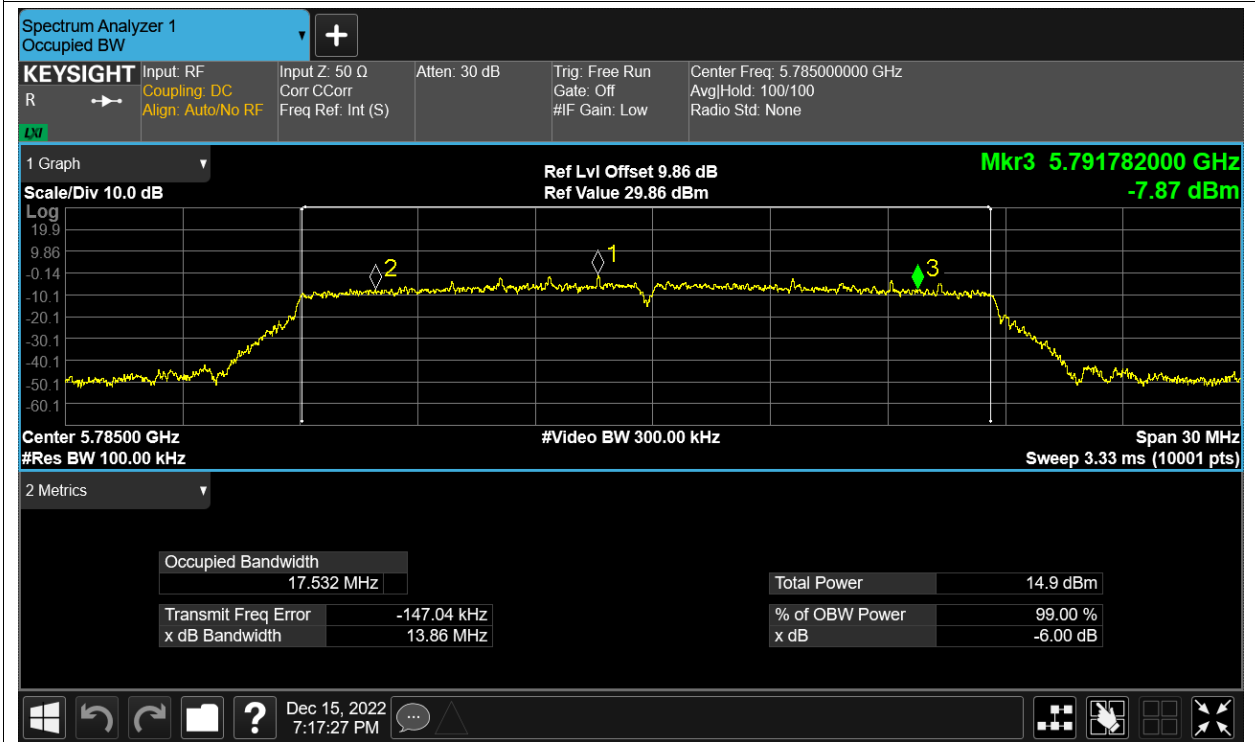 Spectrum Analyzer 1
Occupied BW
KEYSIGHT Input: RF Input Z: 50 Ω Atten: 30 dB Trig: Free Run Center Freq: 5.785000000 GHz
R Coupling: DC Corr CCorr Gate: Off Avg|Hold: 100/100
Align: Auto/No RF Freq Ref: Int (S) #IF Gain: Low Radio Std: None
LXI
1 Graph Ref Lvl Offset 9.86 dB Mkr3 5.791782000 GHz
Scale/Div 10.0 dB Ref Value 29.86 dBm -7.87 dBm
Log
19.9
9.86
-0.14
-10.1
-20.1
-30.1
-40.1
-50.1
-60.1
2
1
3
Center 5.78500 GHz #Video BW 300.00 kHz Span 30 MHz
#Res BW 100.00 kHz Sweep 3.33 ms (10001 pts)
2 Metrics
Occupied Bandwidth
17.532 MHz Total Power 14.9 dBm
Transmit Freq Error -147.04 kHz % of OBW Power 99.00 %
x dB Bandwidth 13.86 MHz x dB -6.00 dB
? Dec 15, 2022
7:17:27 PM